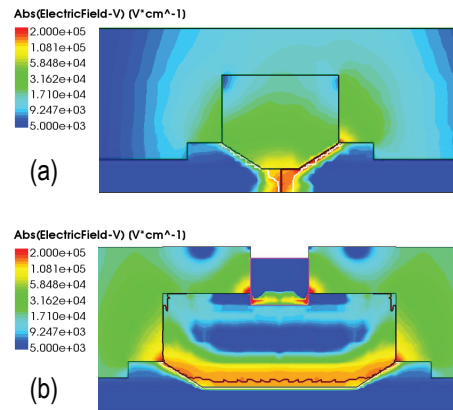 Abs(ElectricField-V) (V*cm^-1)
2.000e+05
1.081e+05
5.848e+04
3.162e+04
1.710e+04
9.247e+03
5.000e+03
(a)
Abs(ElectricField-V) (V*cm^-1)
2.000e+05
1.081e+05
5.848e+04
3.162e+04
1.710e+04
9.247e+03
5.000e+03
(b)